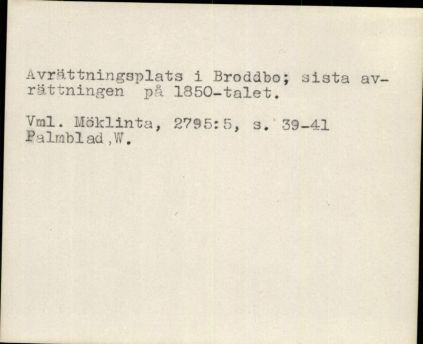 Avrättningsplats i Broddbo; sista av-
rättningen på 1850-talet.
Vml. Möklinta, 2795:5, s. 39-41
Palmblad,W.